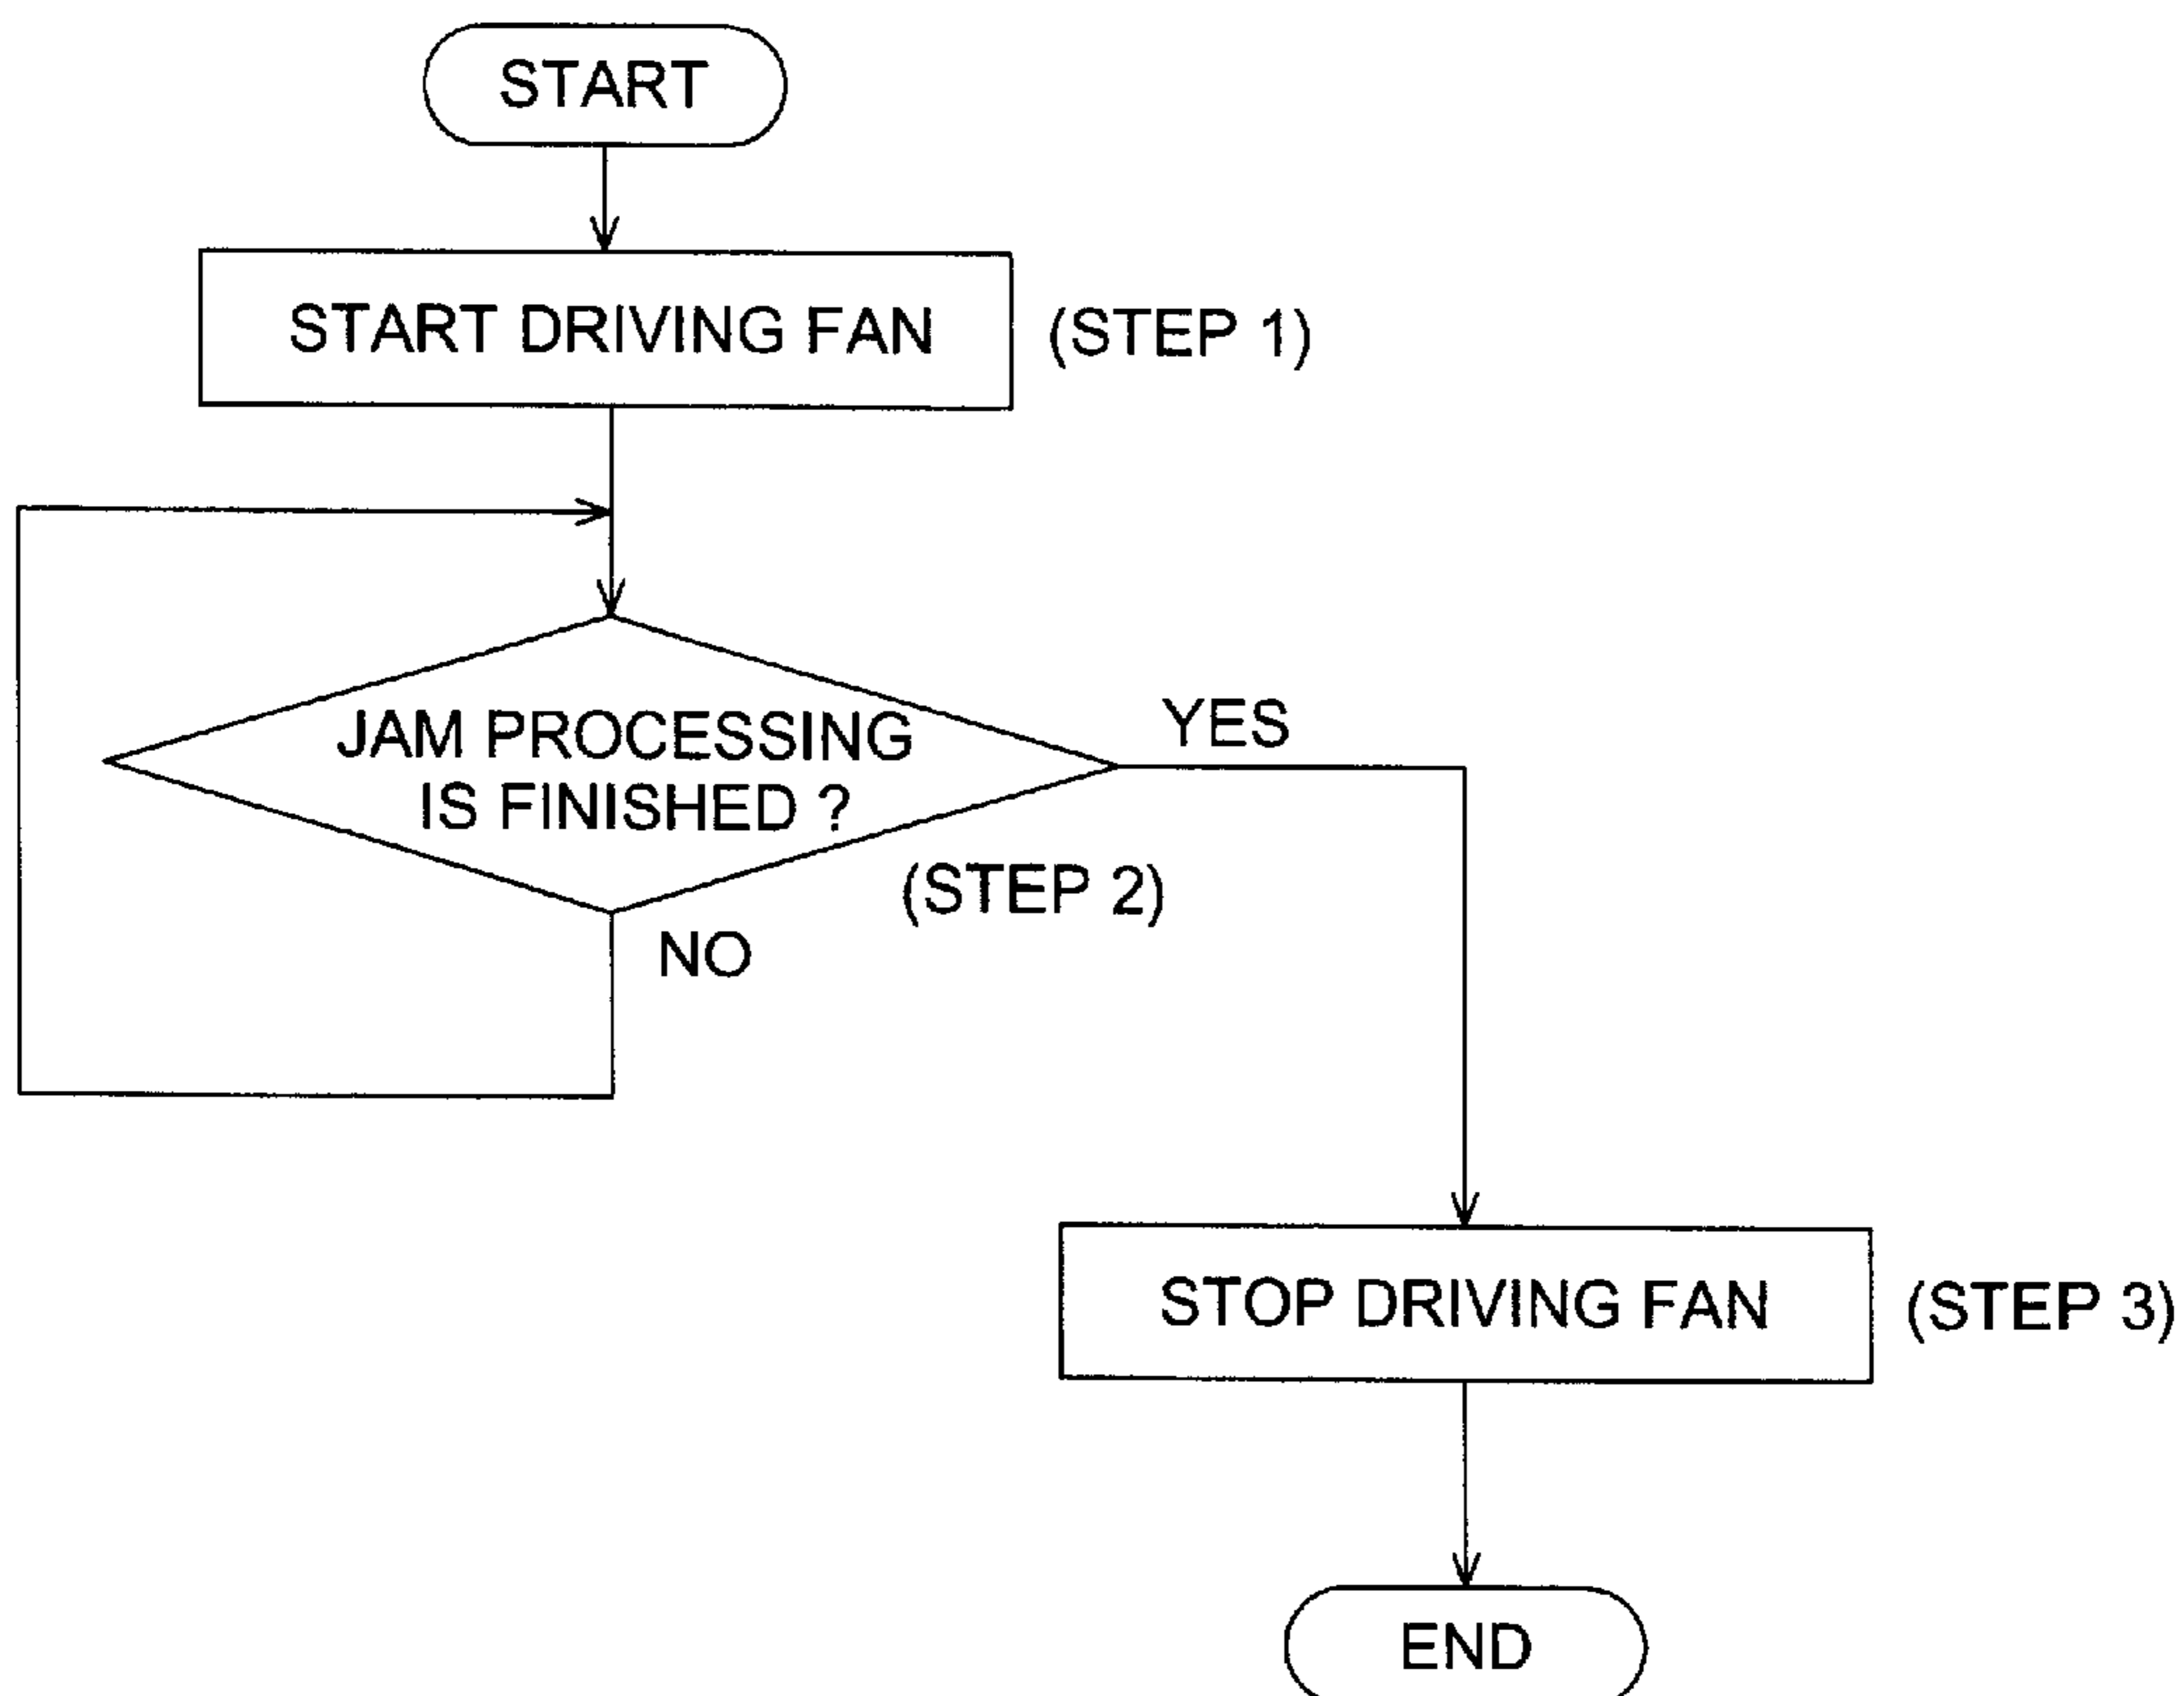 START
START DRIVING FAN (STEP 1)
JAM PROCESSING
IS FINISHED ?
YES
(STEP 2)
NO
STOP DRIVING FAN (STEP 3)
END